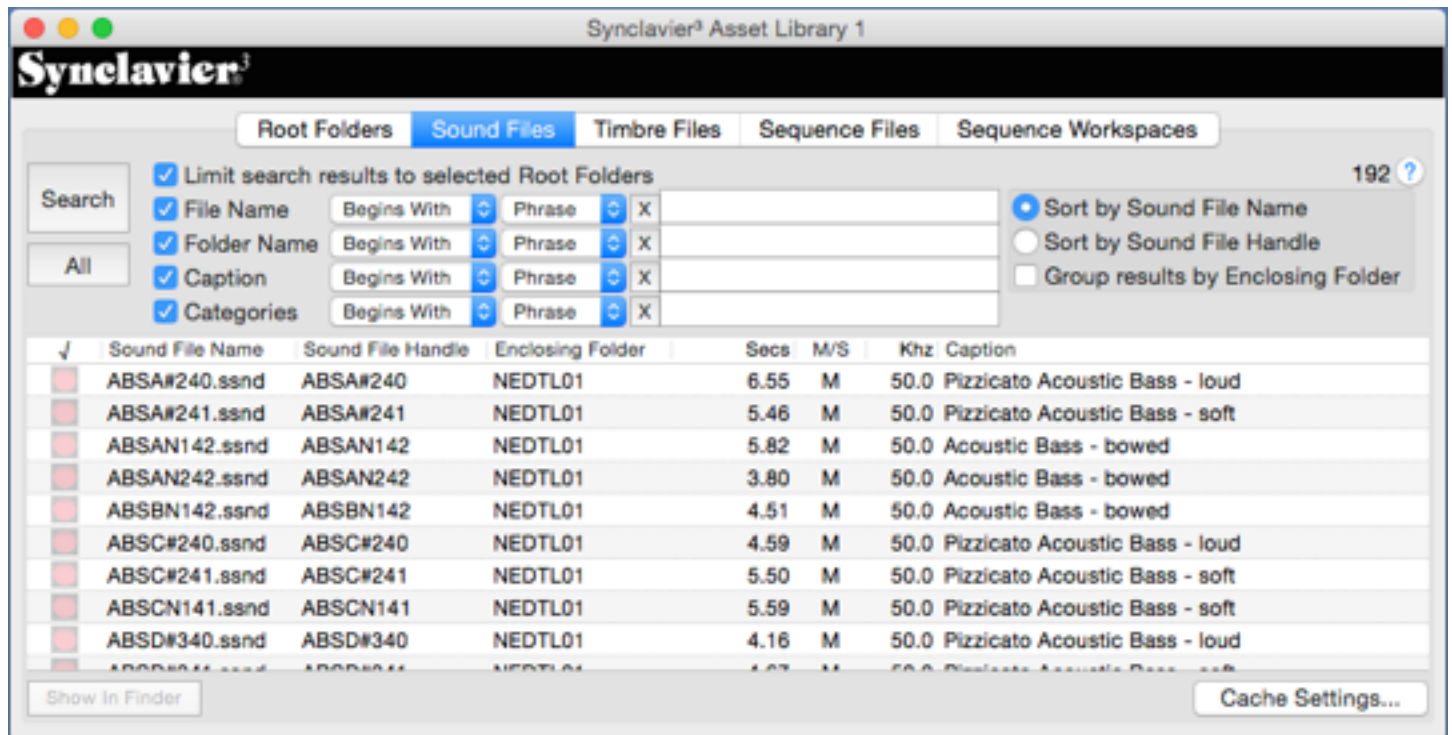 Synclavier³ Asset Library 1
Synclavier³
Root Folders Sound Files Timbre Files Sequence Files Sequence Workspaces
Limit search results to selected Root Folders 192 ?
Search File Name Begins With Phrase X Sort by Sound File Name
Folder Name Begins With Phrase X Sort by Sound File Handle
All Caption Begins With Phrase X Group results by Enclosing Folder
Categories Begins With Phrase X
√ Sound File Name Sound File Handle Enclosing Folder Secs M/S Khz Caption
ABSA#240.ssnd ABSA#240 NEDTL01 6.55 M 50.0 Pizzicato Acoustic Bass - loud
ABSA#241.ssnd ABSA#241 NEDTL01 5.46 M 50.0 Pizzicato Acoustic Bass - soft
ABSAN142.ssnd ABSAN142 NEDTL01 5.82 M 50.0 Acoustic Bass - bowed
ABSAN242.ssnd ABSAN242 NEDTL01 3.80 M 50.0 Acoustic Bass - bowed
ABSBN142.ssnd ABSBN142 NEDTL01 4.51 M 50.0 Acoustic Bass - bowed
ABSC#240.ssnd ABSC#240 NEDTL01 4.59 M 50.0 Pizzicato Acoustic Bass - loud
ABSC#241.ssnd ABSC#241 NEDTL01 5.50 M 50.0 Pizzicato Acoustic Bass - soft
ABSCN141.ssnd ABSCN141 NEDTL01 5.59 M 50.0 Pizzicato Acoustic Bass - soft
ABSD#340.ssnd ABSD#340 NEDTL01 4.16 M 50.0 Pizzicato Acoustic Bass - loud
Show In Finder Cache Settings...